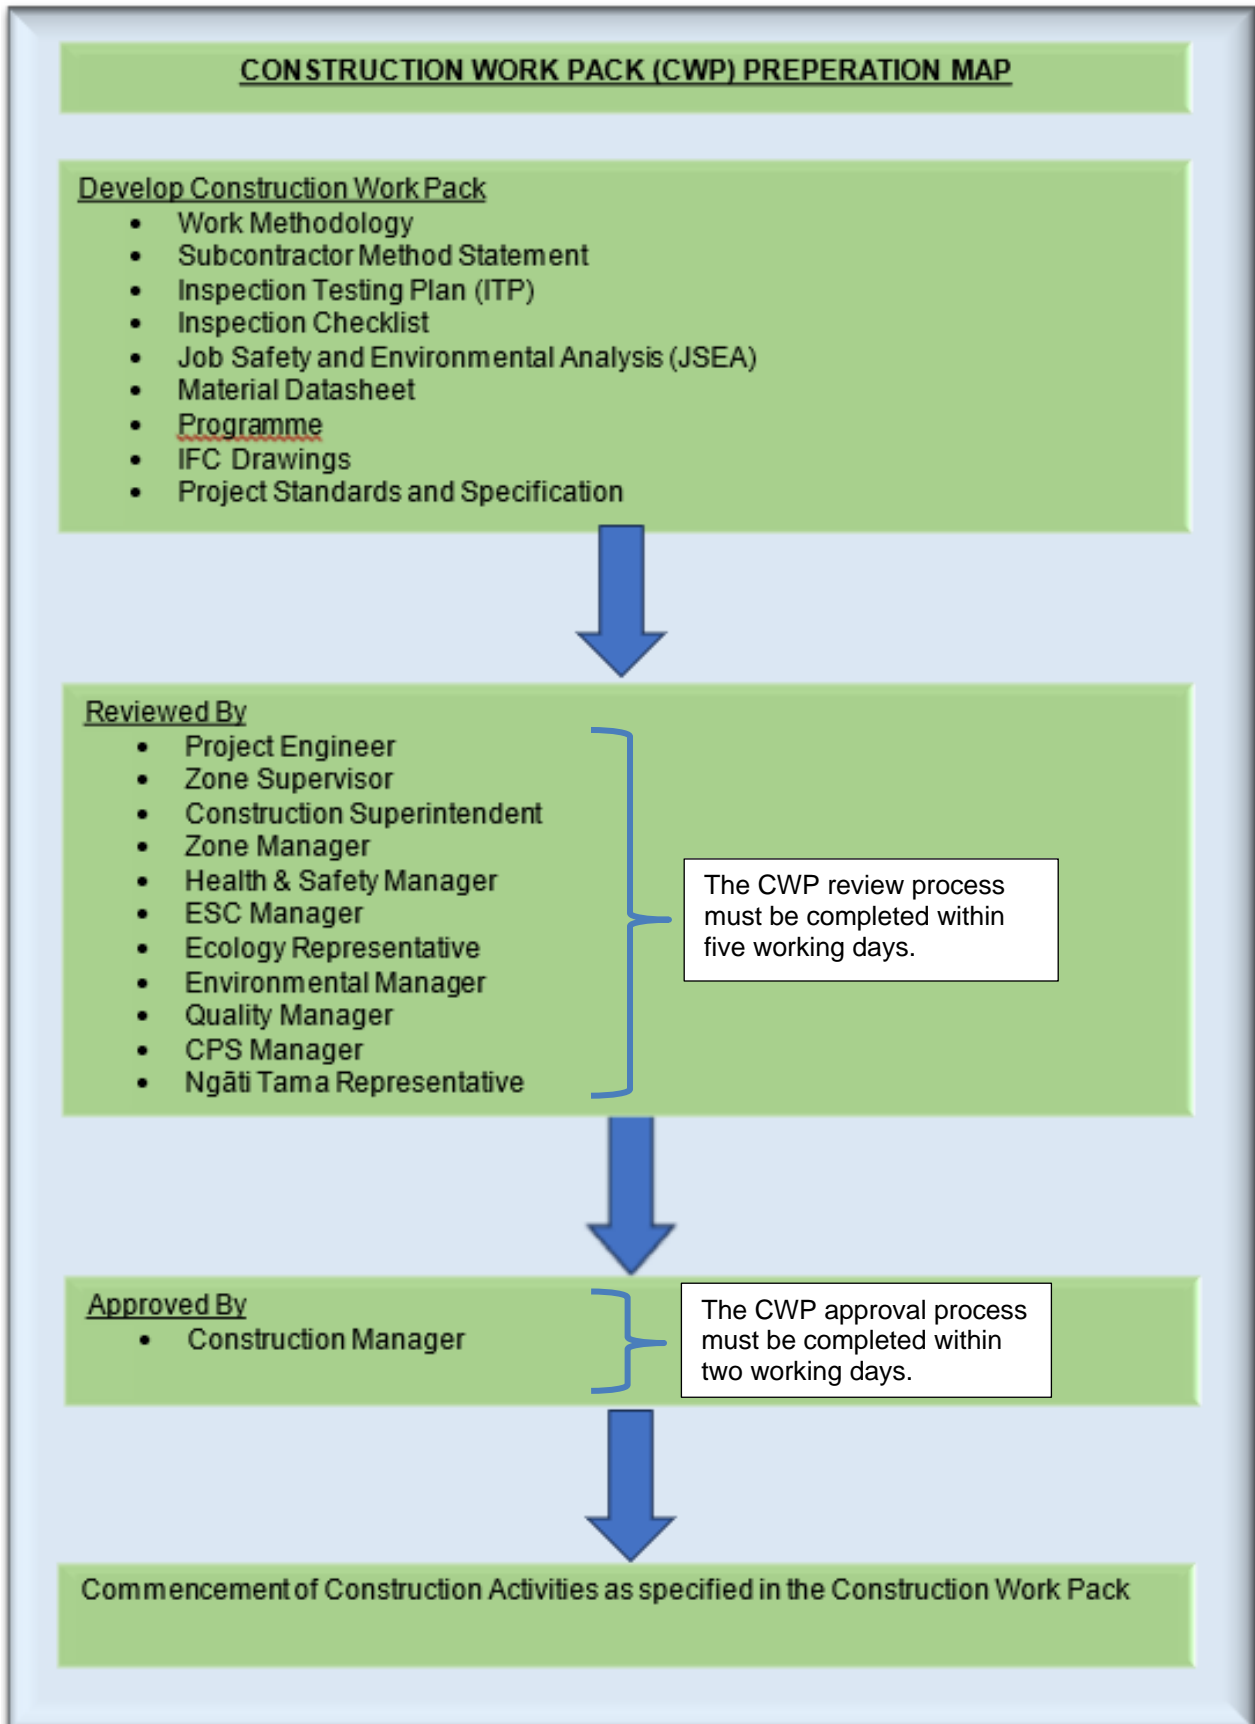 CONSTRUCTION WORK PACK (CWP) PREPERATION MAP
Develop Construction Work Pack
• Work Methodology
• Subcontractor Method Statement
• Inspection Testing Plan (ITP)
• Inspection Checklist
• Job Safety and Environmental Analysis (JSEA)
• Material Datasheet
• Programme
• IFC Drawings
• Project Standards and Specification
Reviewed By
• Project Engineer
• Zone Supervisor
• Construction Superintendent
• Zone Manager
• Health & Safety Manager
• ESC Manager
• Ecology Representative
• Environmental Manager
• Quality Manager
• CPS Manager
• Ngāti Tama Representative
The CWP review process
must be completed within
five working days.
Approved By
• Construction Manager
The CWP approval process
must be completed within
two working days.
Commencement of Construction Activities as specified in the Construction Work Pack